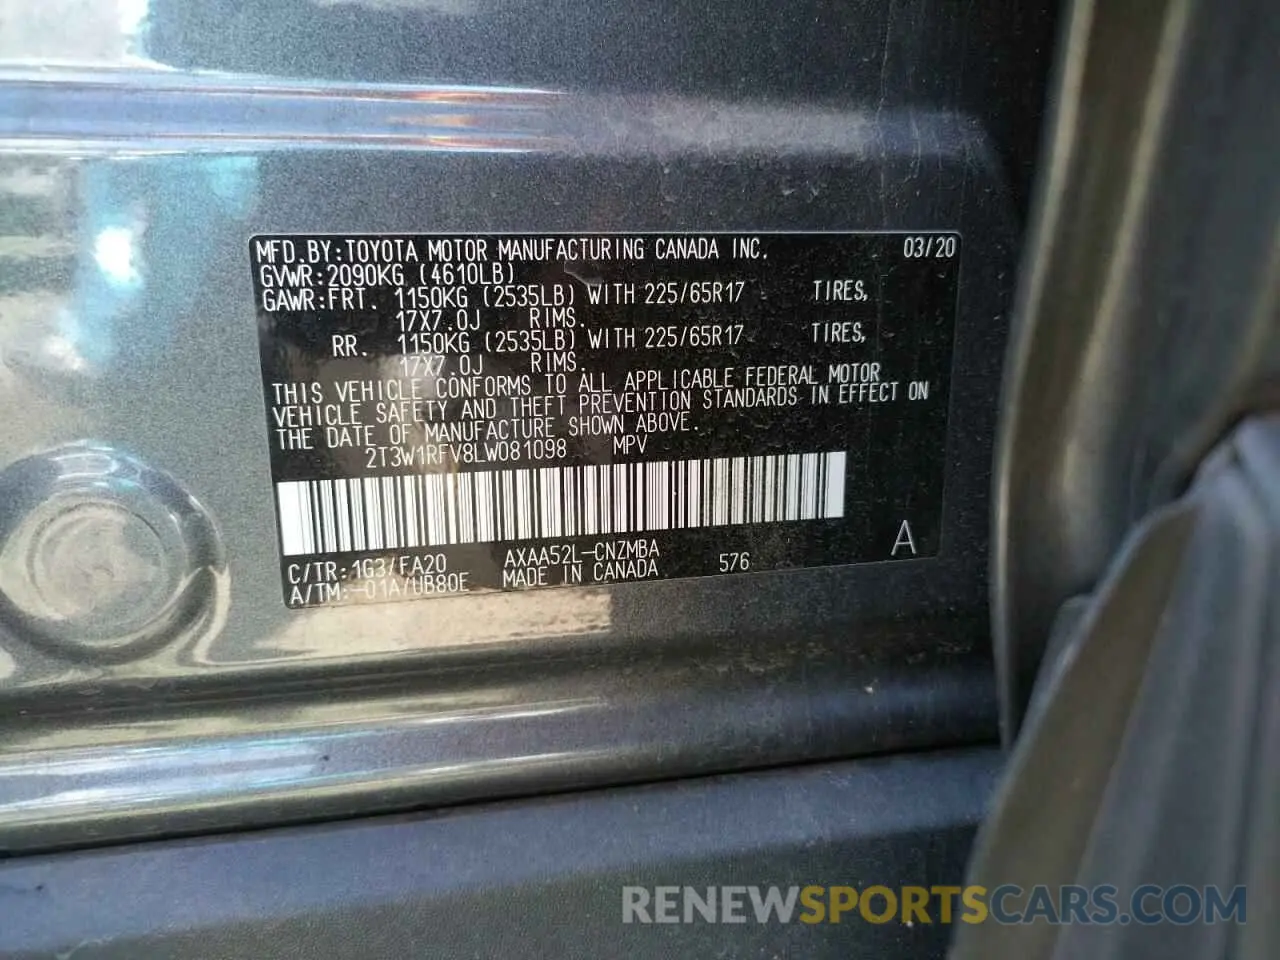 MFD.BY:TOYOTA MOTOR MANUFACTURING CANADA INC. 03/20
GVWR:2090KG (4610LB)
GAWR:FRT. 1150KG (2535LB) WITH 225/65R17 TIRES,
17X7.0J RIMS.
RR. 1150KG (2535LB) WITH 225/65R17 TIRES,
17X7.0J RIMS.
THIS VEHICLE CONFORMS TO ALL APPLICABLE FEDERAL MOTOR
VEHICLE SAFETY AND THEFT PREVENTION STANDARDS IN EFFECT ON
THE DATE OF MANUFACTURE SHOWN ABOVE.
2T3W1RFV8LW081098 MPV
C/TR:1G3/FA20 AXAA52L-CNZMBA 576 A
A/TM:-01A/UB80E MADE IN CANADA
RENEWSPORTSCARS.COM